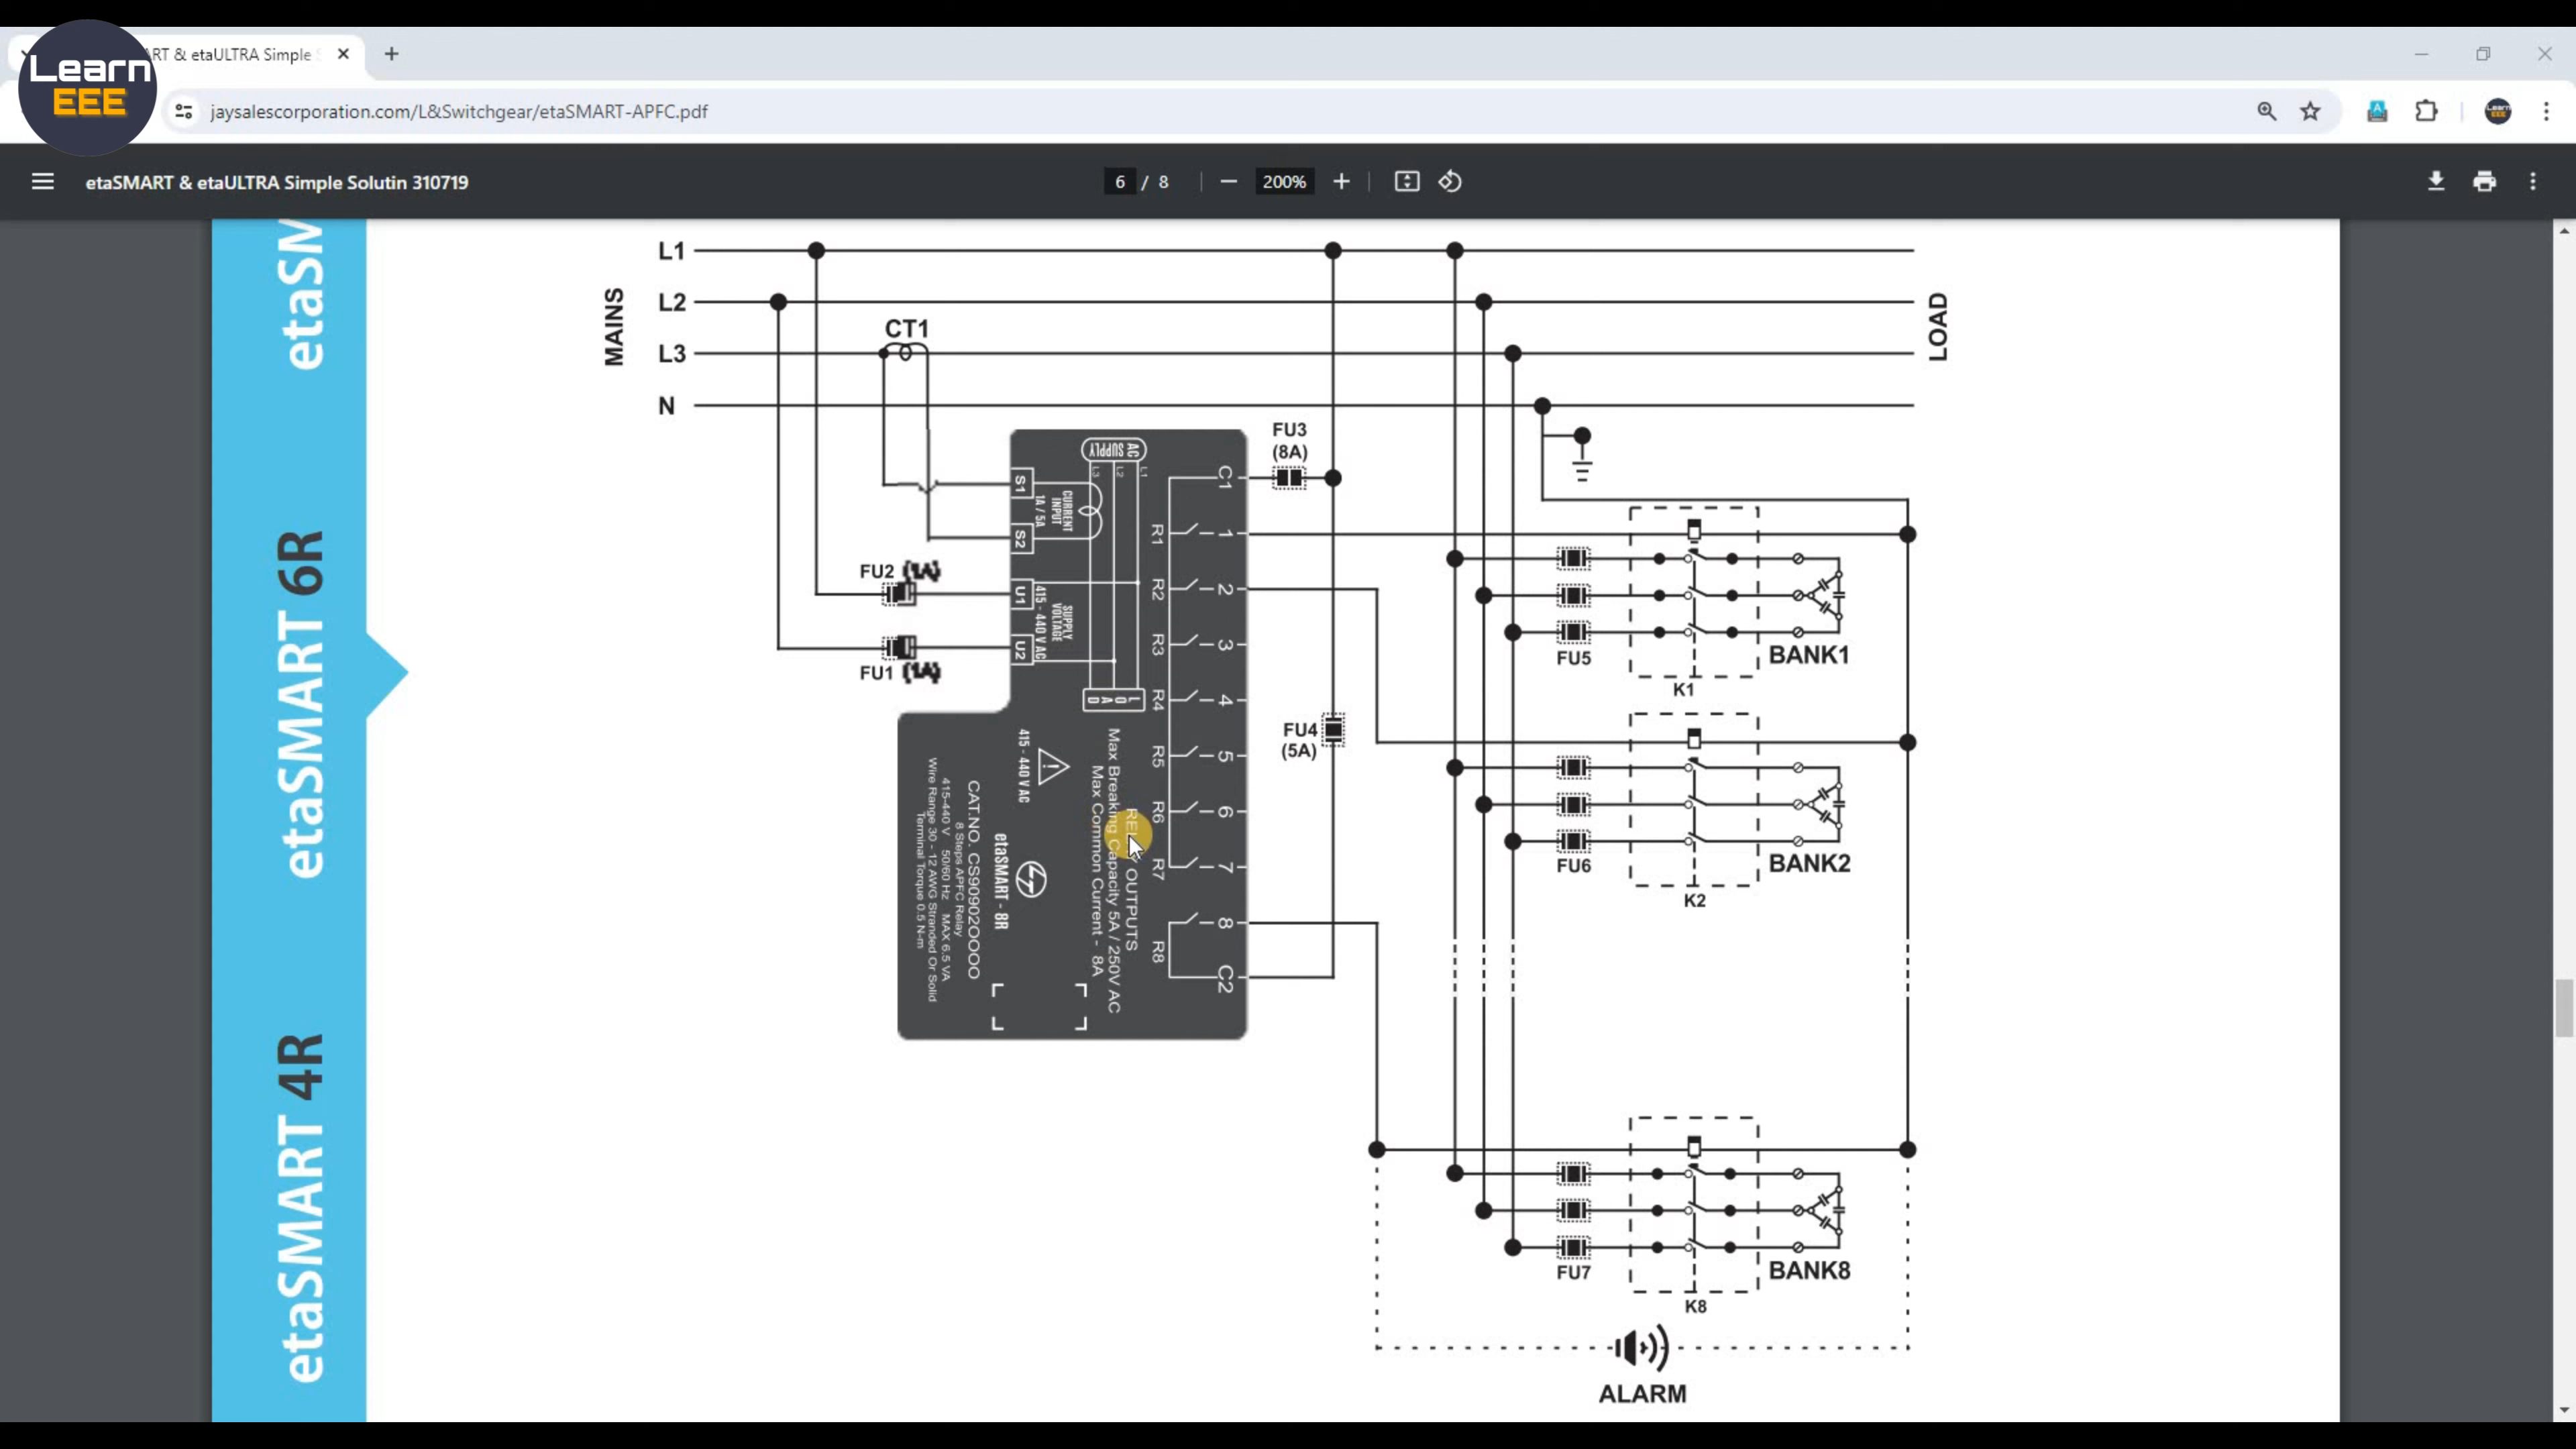 Learn
EEE
RT & etaULTRA Simple
jaysalescorporation.com/L&Switchgear/etaSMART-APFC.pdf
etaSMART & etaULTRA Simple Solutin 310719
6 / 8
200%
etaSM
etaSMART 6R
etaSMART 4R
MAINS
L1
L2
L3
N
LOAD
CT1
AC
SUPPLY
L3
L2
L1
S1
S2
CURRENT
INPUT
1A / 5A
U1
U2
SUPPLY
VOLTAGE
415 - 440 V AC
LOAD
FU2 (1A)
FU1 (1A)
FU3
(8A)
FU4
(5A)
C1
R1
1
R2
2
R3
3
R4
4
R5
5
R6
6
R7
7
R8
8
C2
OUTPUTS
Max Breaking Capacity 5A / 250V AC
Max Common Current - 8A
415 - 440 V AC
etaSMART - 8R
CAT.NO. CS90902OOOO
8 Steps APFC Relay
415-440 V 50/60 Hz MAX 6.5 VA
Wire Range 30 - 12 AWG Stranded Or Solid
Terminal Torque 0.5 N-m
FU5
K1
BANK1
FU6
K2
BANK2
FU7
K8
BANK8
ALARM